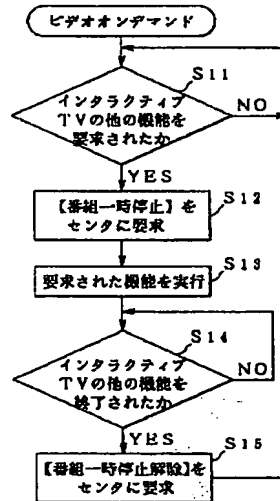 ビデオオンデマンド
S11
インタラクティブ
TVの他の機能を
要求されたか
NO
YES
S12
【番組一時停止】を
センタに要求
S13
要求された機能を実行
S14
インタラクティブ
TVの他の機能を
終了されたか
NO
YES
S15
【番組一時停止解除】を
センタに要求